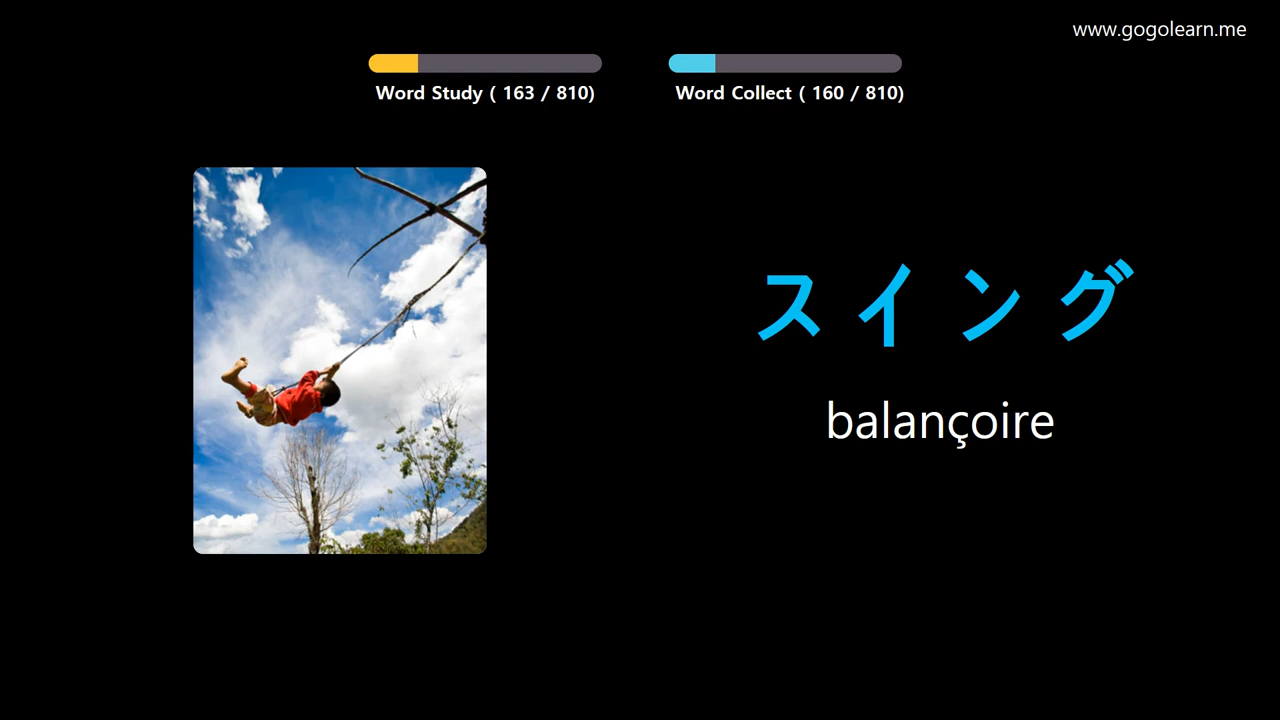 www.gogolearn.me
Word Study ( 163 / 810)
Word Collect ( 160 / 810)
スイング
balançoire